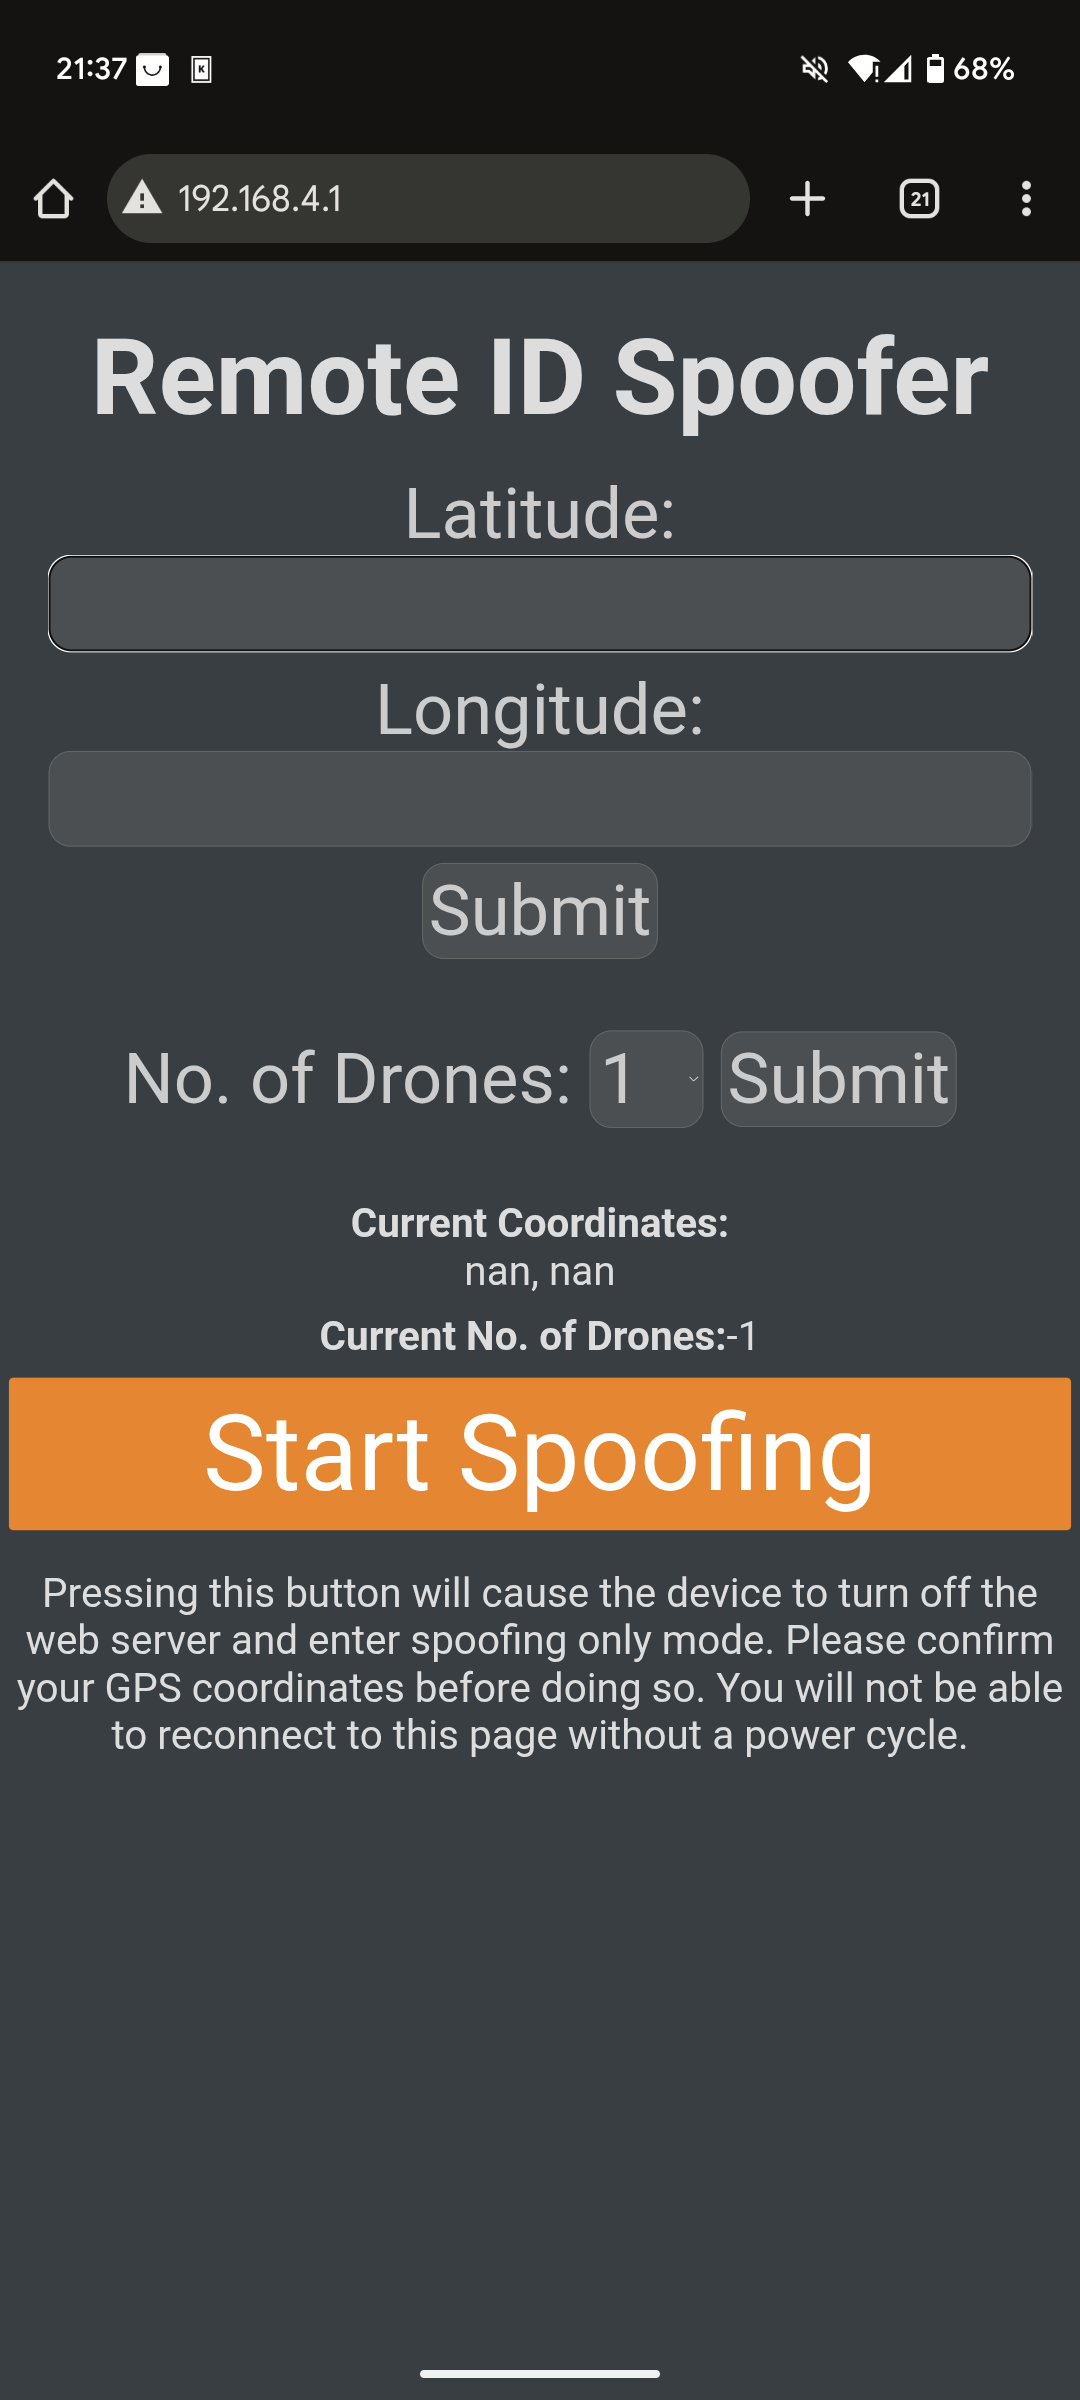 21:37
K
68%
192.168.4.1
21
Remote ID Spoofer
Latitude:
Longitude:
Submit
No. of Drones: 1 Submit
Current Coordinates:
nan, nan
Current No. of Drones:-1
Start Spoofing
Pressing this button will cause the device to turn off the
web server and enter spoofing only mode. Please confirm
your GPS coordinates before doing so. You will not be able
to reconnect to this page without a power cycle.